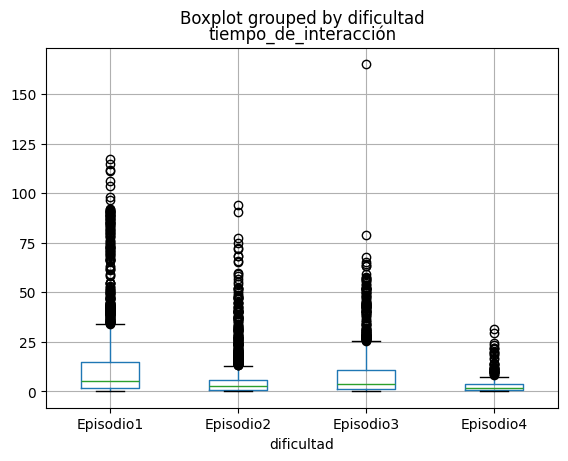 Boxplot grouped by dificultad
tiempo_de_interacción
150
125
100
75
50
25
0
Episodio1 Episodio2 Episodio3 Episodio4
dificultad